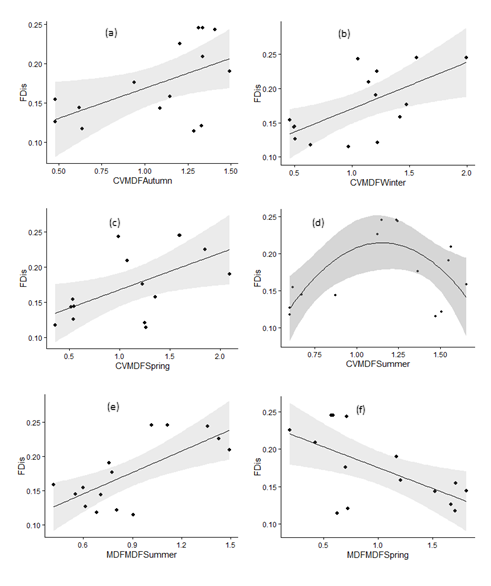 (a)
FDis
0.25
0.20
0.15
0.10
0.50 0.75 1.00 1.25 1.50
CVMDFAutumn
(b)
FDis
0.25
0.20
0.15
0.10
0.5 1.0 1.5 2.0
CVMDFWinter
(c)
FDis
0.25
0.20
0.15
0.10
0.5 1.0 1.5 2.0
CVMDFSpring
(d)
FDis
0.25
0.20
0.15
0.10
0.75 1.00 1.25 1.50
CVMDFSummer
(e)
FDis
0.25
0.20
0.15
0.10
0.6 0.9 1.2 1.5
MDFMDFSummer
(f)
FDis
0.25
0.20
0.15
0.10
0.5 1.0 1.5
MDFMDFSpring